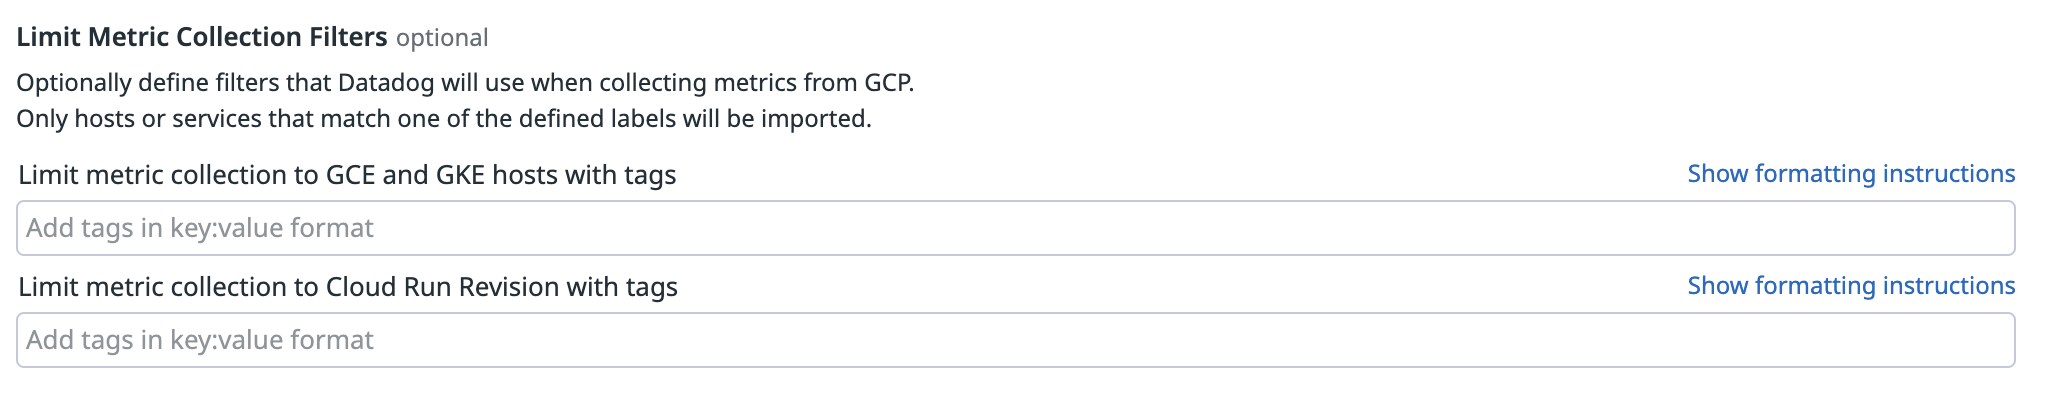 Limit Metric Collection Filters optional
Optionally define filters that Datadog will use when collecting metrics from GCP.
Only hosts or services that match one of the defined labels will be imported.
Limit metric collection to GCE and GKE hosts with tags Show formatting instructions
Add tags in key:value format
Limit metric collection to Cloud Run Revision with tags Show formatting instructions
Add tags in key:value format